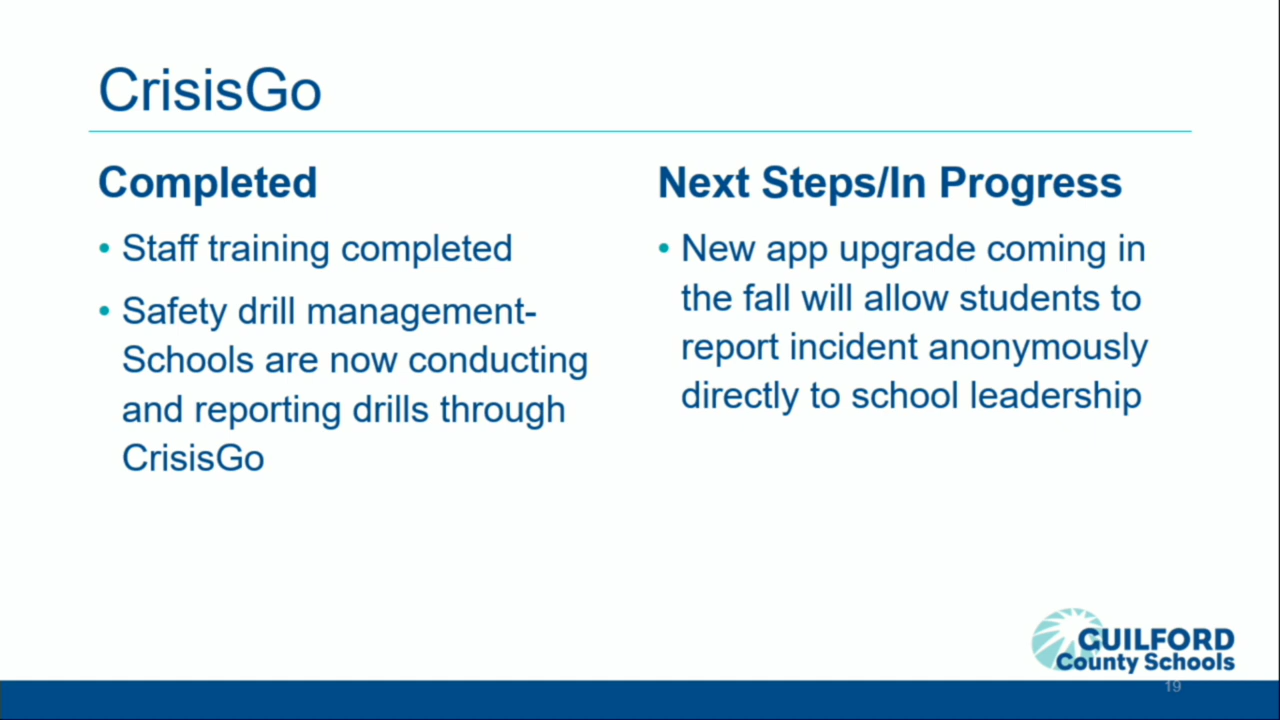 CrisisGo
Completed
• Staff training completed
• Safety drill management-
Schools are now conducting
and reporting drills through
CrisisGo
Next Steps/In Progress
• New app upgrade coming in
the fall will allow students to
report incident anonymously
directly to school leadership
GUILFORD
County Schools
19